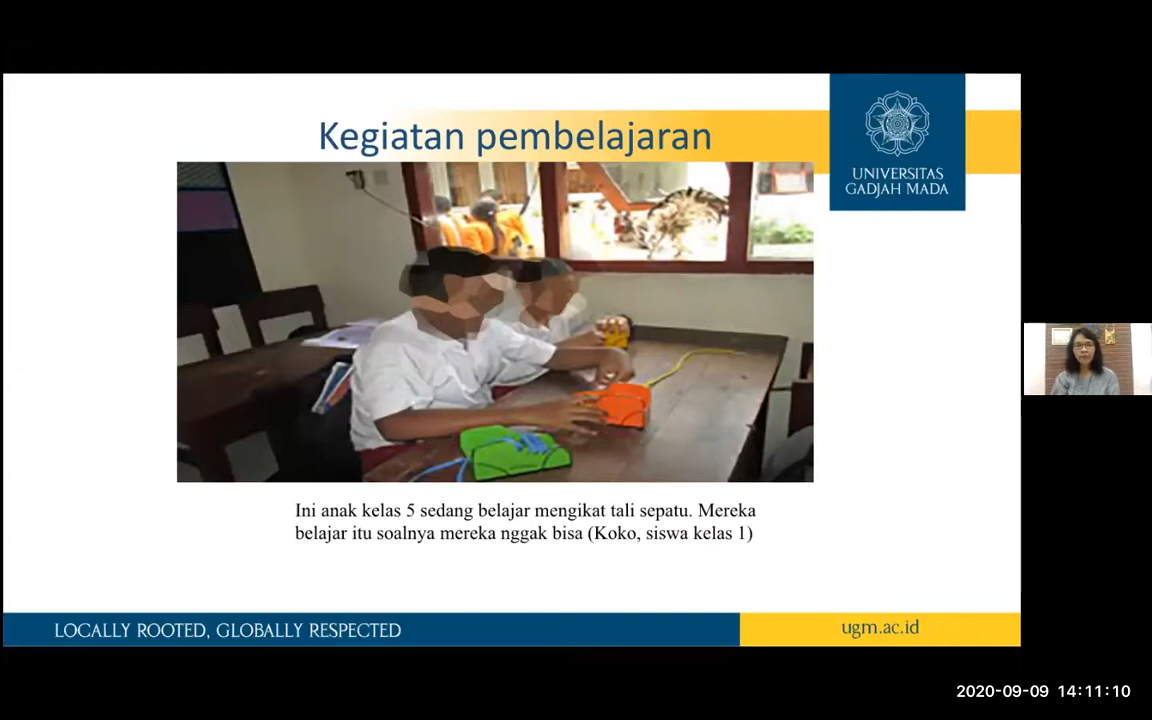 Kegiatan pembelajaran
UNIVERSITAS
GADJAH MADA
Ini anak kelas 5 sedang belajar mengikat tali sepatu. Mereka
belajar itu soalnya mereka nggak bisa (Koko, siswa kelas 1)
LOCALLY ROOTED, GLOBALLY RESPECTED
ugm.ac.id
2020-09-09 14:11:10